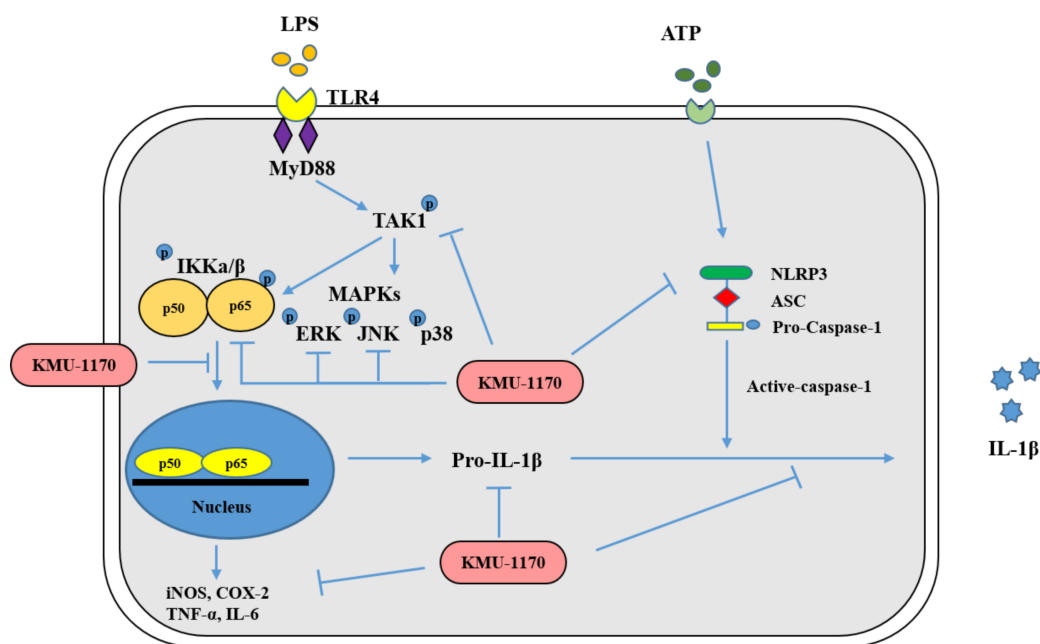 LPS
ATP
TLR4
MyD88
p
TAK1
p
IKKa/β
p
p50
p65
MAPKs
p
p
p
ERK
JNK
p38
NLRP3
ASC
Pro-Caspase-1
KMU-1170
KMU-1170
Active-caspase-1
IL-1β
p50
p65
Pro-IL-1β
Nucleus
KMU-1170
iNOS, COX-2
TNF-α, IL-6